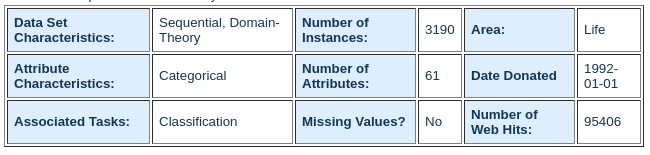 Data Set Characteristics: Sequential, Domain-Theory Number of Instances: 3190 Area: Life
Attribute Characteristics: Categorical Number of Attributes: 61 Date Donated 1992-01-01
Associated Tasks: Classification Missing Values? No Number of Web Hits: 95406